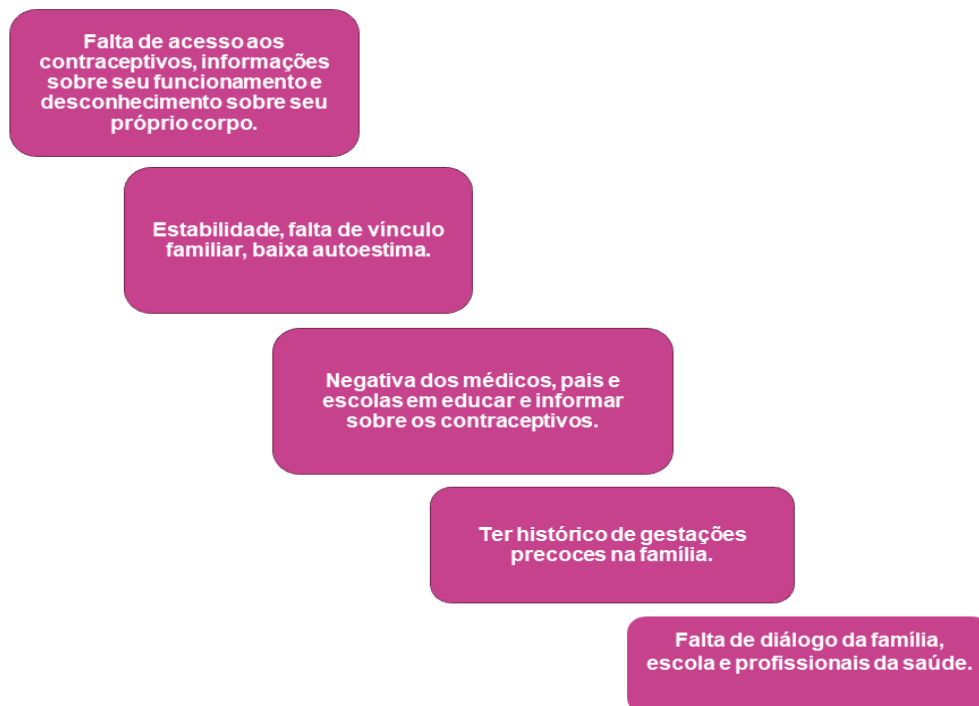 Falta de acesso aos
contraceptivos, informações
sobre seu funcionamento e
desconhecimento sobre seu
próprio corpo.
Estabilidade, falta de vínculo
familiar, baixa autoestima.
Negativa dos médicos, pais e
escolas em educar e informar
sobre os contraceptivos.
Ter histórico de gestações
precoces na família.
Falta de diálogo da família,
escola e profissionais da saúde.